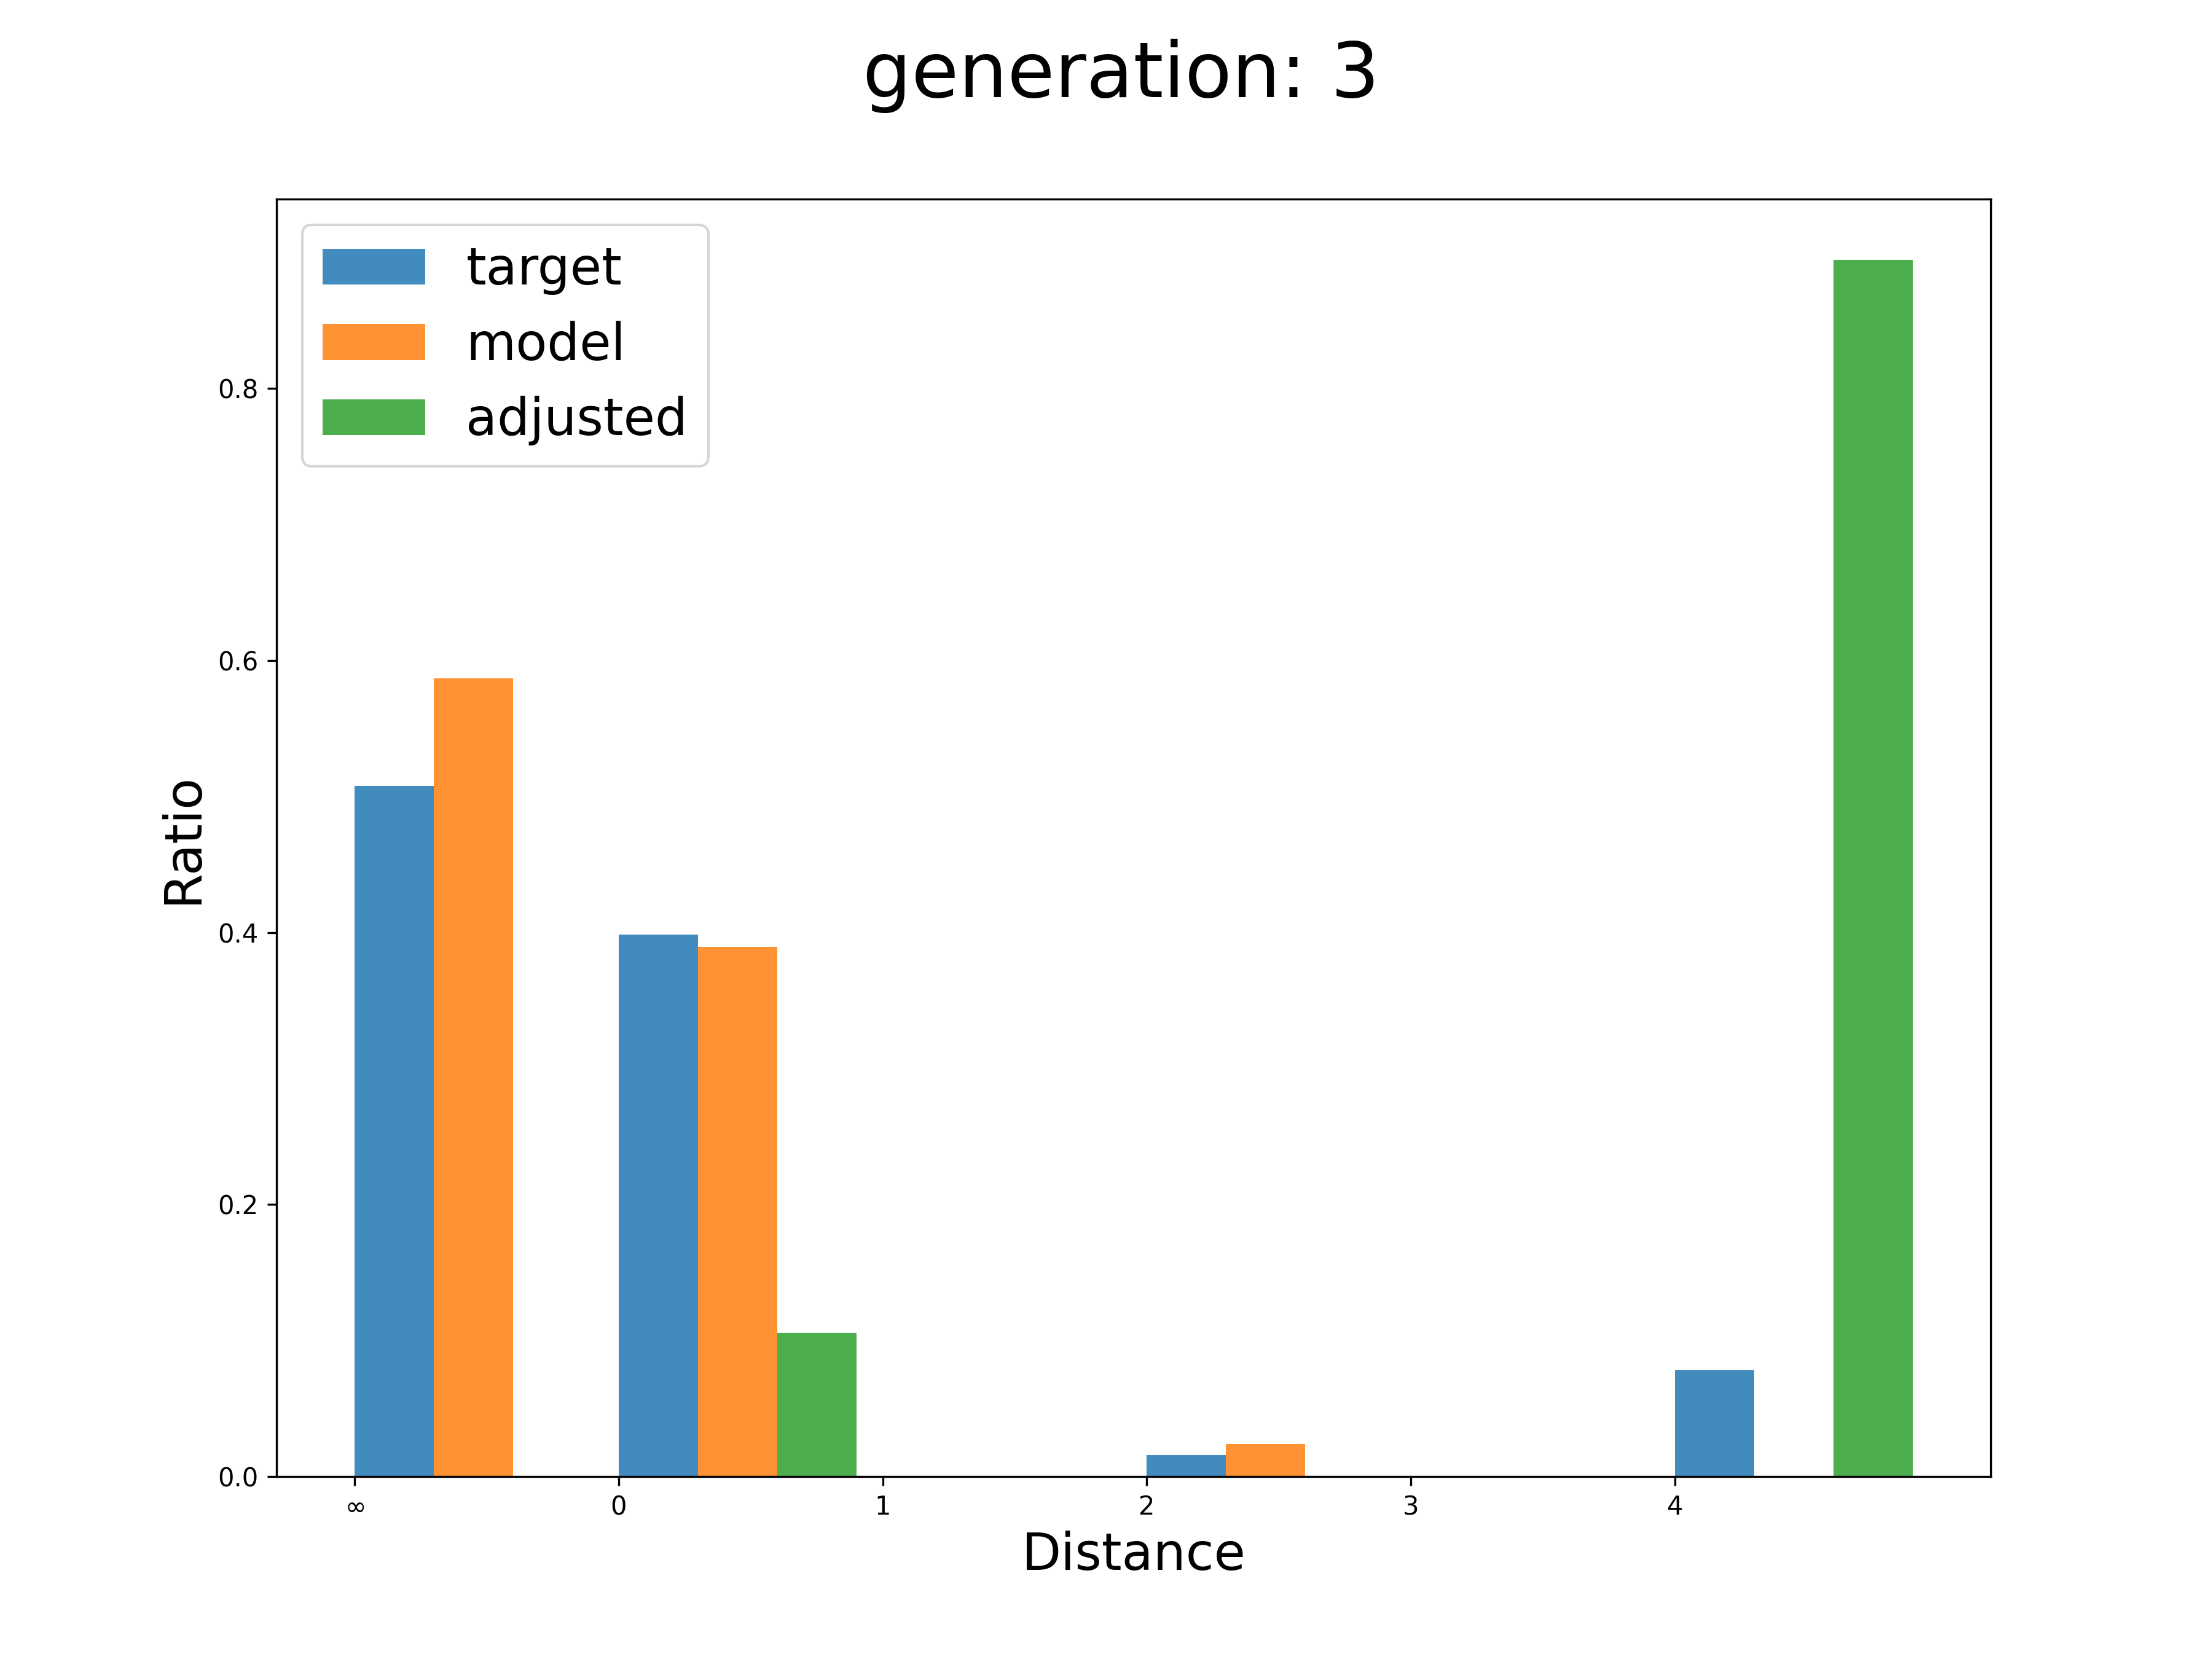 generation: 3
target
model
adjusted
0.8
0.6
0.4
0.2
0.0
Ratio
∞ 0 1 2 3 4
Distance